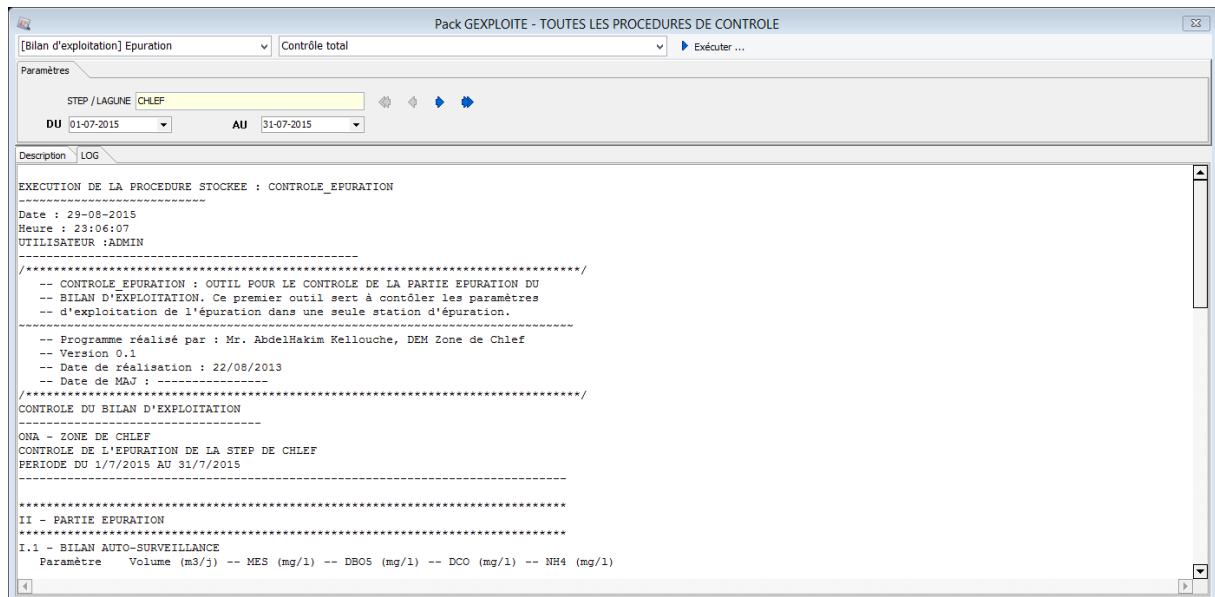 Pack GEXPLOITE - TOUTES LES PROCEDURES DE CONTROLE
[Bilan d'exploitation] Epuration
Contrôle total
Exécuter ...
Paramètres
STEP / LAGUNE CHLEF
DU 01-07-2015 AU 31-07-2015
Description LOG
EXECUTION DE LA PROCEDURE STOCKEE : CONTROLE_EPURATION
~~~~~~~~~~~~~~~~~~~~~~~~~~~
Date : 29-08-2015
Heure : 23:06:07
UTILISATEUR :ADMIN
-------------------------------------------------
/********************************************************************************/
-- CONTROLE_EPURATION : OUTIL POUR LE CONTROLE DE LA PARTIE EPURATION DU
-- BILAN D'EXPLOITATION. Ce premier outil sert à contôler les paramètres
-- d'exploitation de l'épuration dans une seule station d'épuration.
~~~~~~~~~~~~~~~~~~~~~~~~~~~~~~~~~~~~~~~~~~~~~~~~~~~~~~~~~~~~~~~~~~~~~~~~~~~~~~~~
-- Programme réalisé par : Mr. AbdelHakim Kellouche, DEM Zone de Chlef
-- Version 0.1
-- Date de réalisation : 22/08/2013
-- Date de MAJ : ----------------
/********************************************************************************/
CONTROLE DU BILAN D'EXPLOITATION
-----------------------------------
ONA - ZONE DE CHLEF
CONTROLE DE L'EPURATION DE LA STEP DE CHLEF
PERIODE DU 1/7/2015 AU 31/7/2015
-------------------------------------------------------------------------------
*******************************************************************************
II - PARTIE EPURATION
*******************************************************************************
I.1 - BILAN AUTO-SURVEILLANCE
Paramètre Volume (m3/j) -- MES (mg/l) -- DBO5 (mg/l) -- DCO (mg/l) -- NH4 (mg/l)